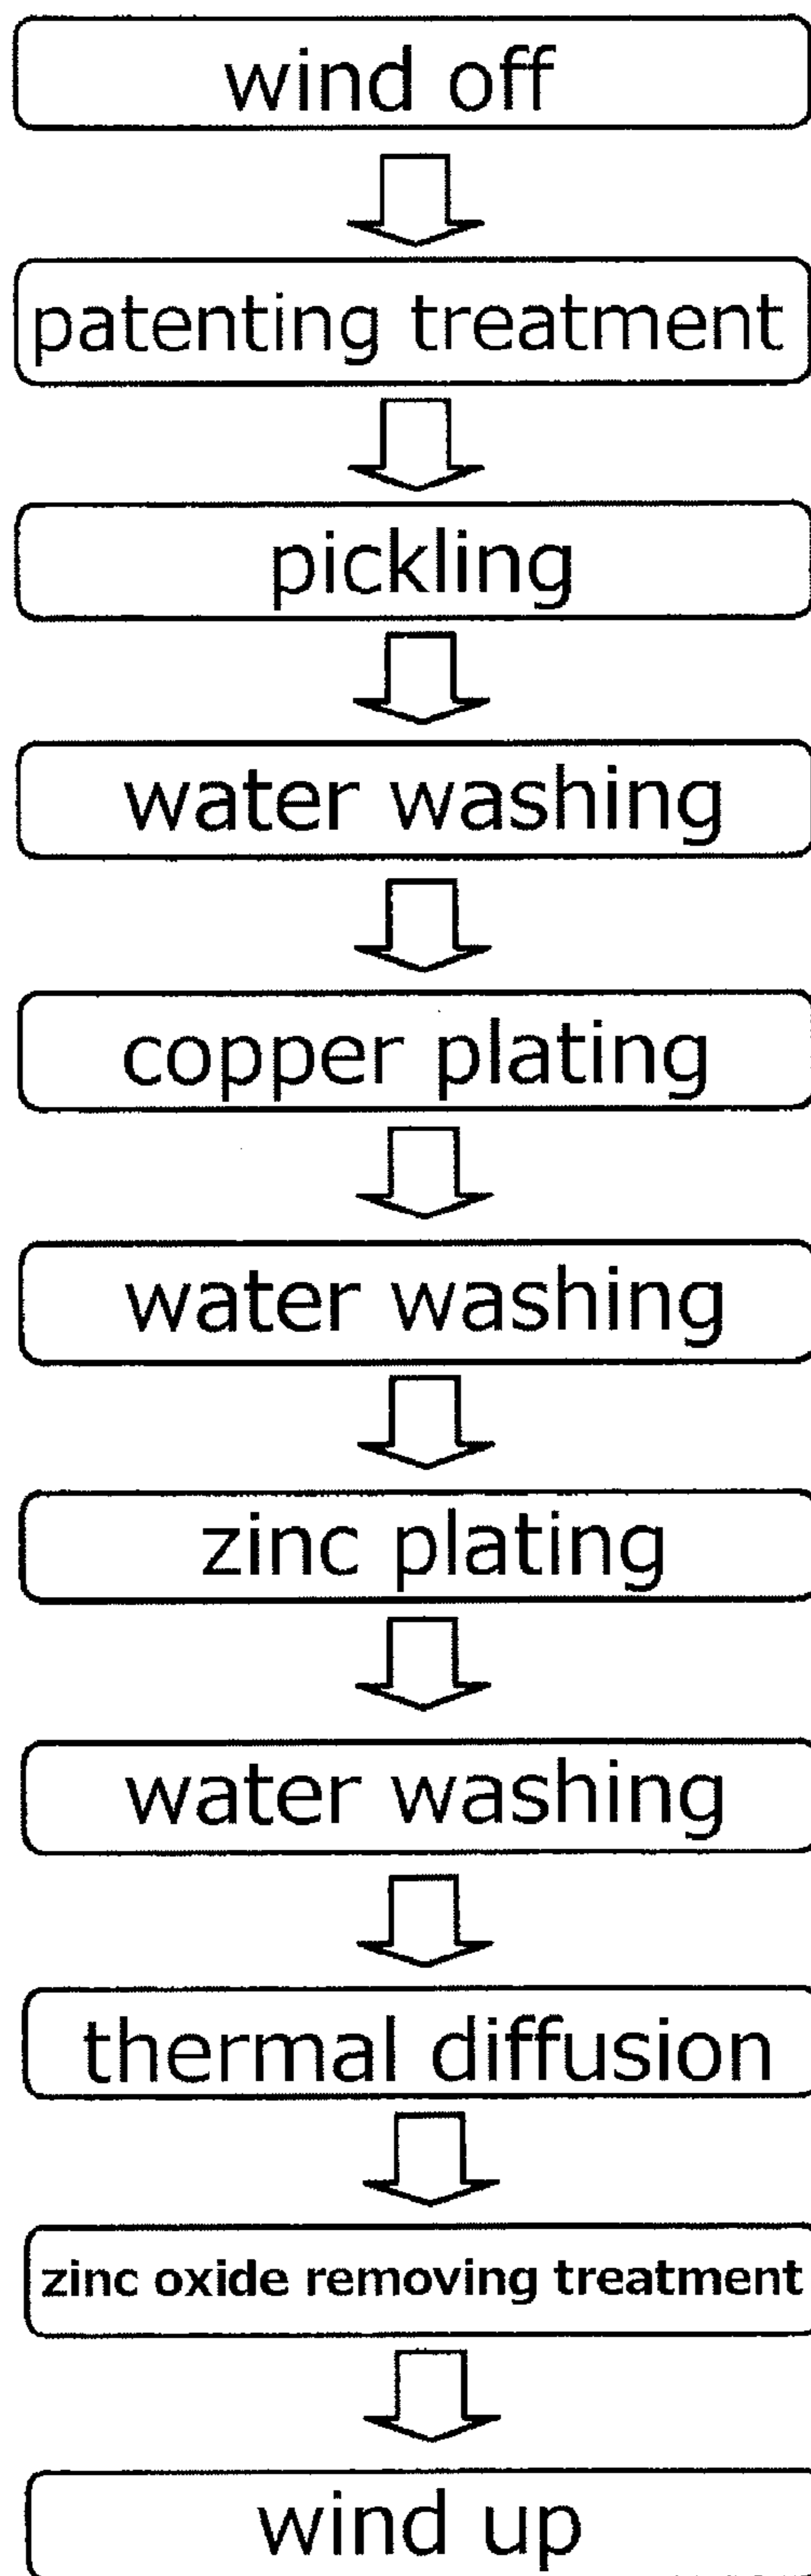 wind off
patenting treatment
pickling
water washing
copper plating
water washing
zinc plating
water washing
thermal diffusion
zinc oxide removing treatment
wind up